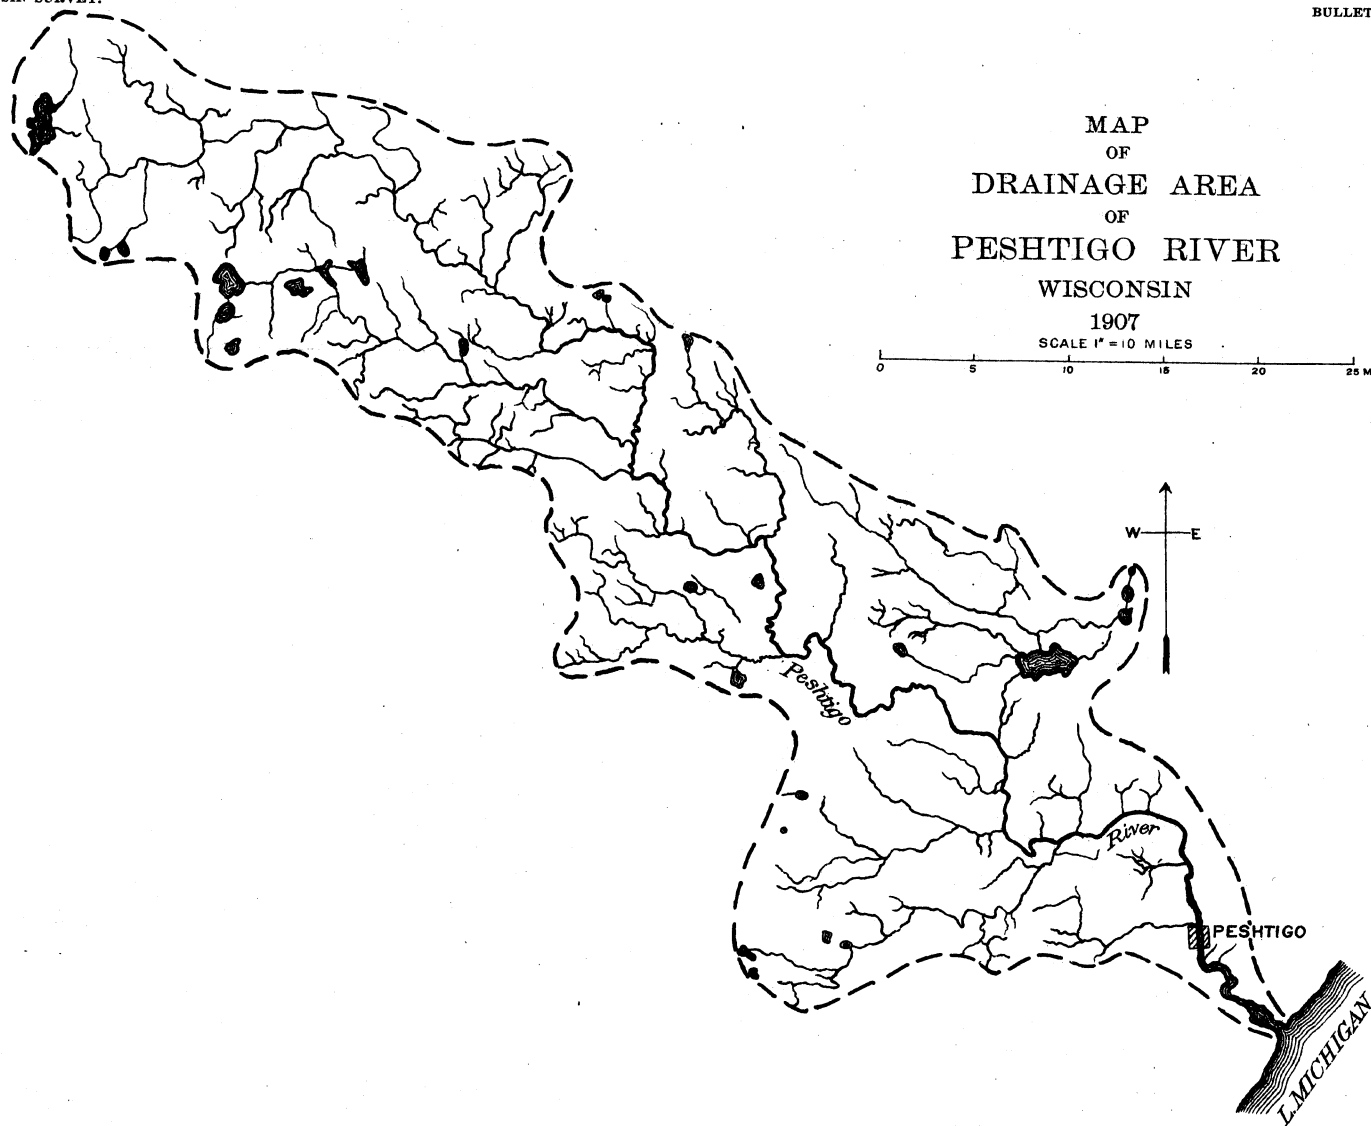 BULLET
MAP
OF
DRAINAGE AREA
OF
PESHTIGO RIVER
WISCONSIN
1907
SCALE 1" = 10 MILES
0 5 10 15 20 25 M
W E
Peshtigo
River
PESHTIGO
L. MICHIGAN